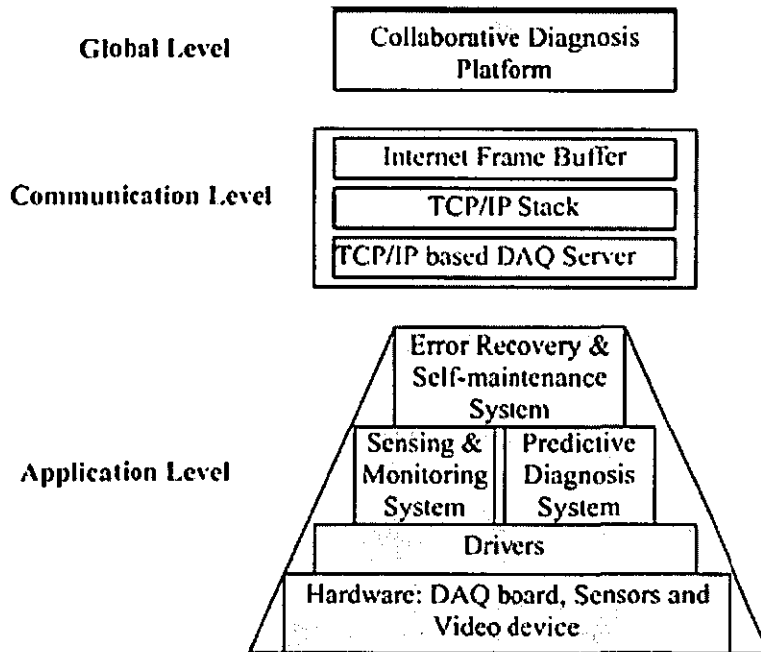 Global Level
Collaborative Diagnosis
Platform
Communication Level
Internet Frame Buffer
TCP/IP Stack
TCP/IP based DAQ Server
Application Level
Error Recovery &
Self-maintenance
System
Sensing &
Monitoring
System
Predictive
Diagnosis
System
Drivers
Hardware: DAQ board, Sensors and
Video device